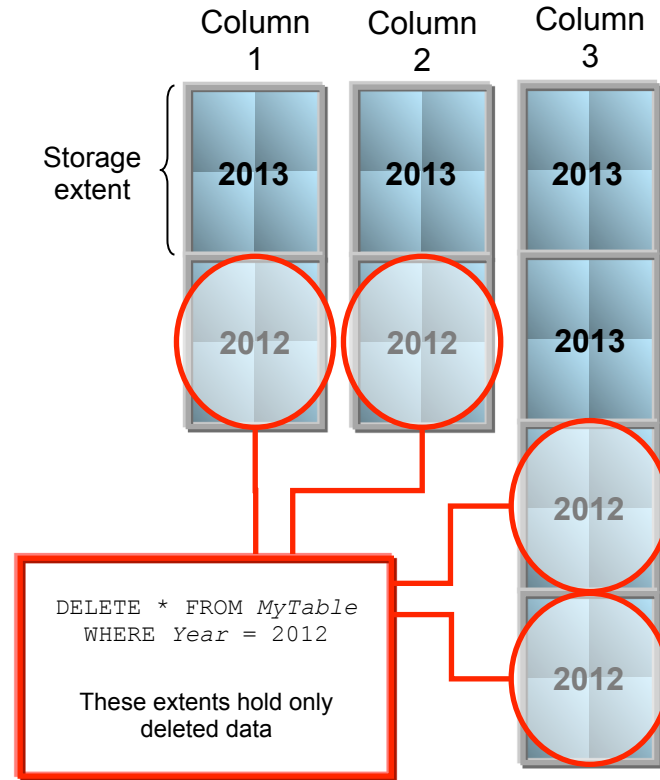 Column
1
Column
2
Column
3
Storage
extent
2013
2013
2013
2012
2012
2013
2012
2012
DELETE * FROM MyTable
WHERE Year = 2012
These extents hold only
deleted data